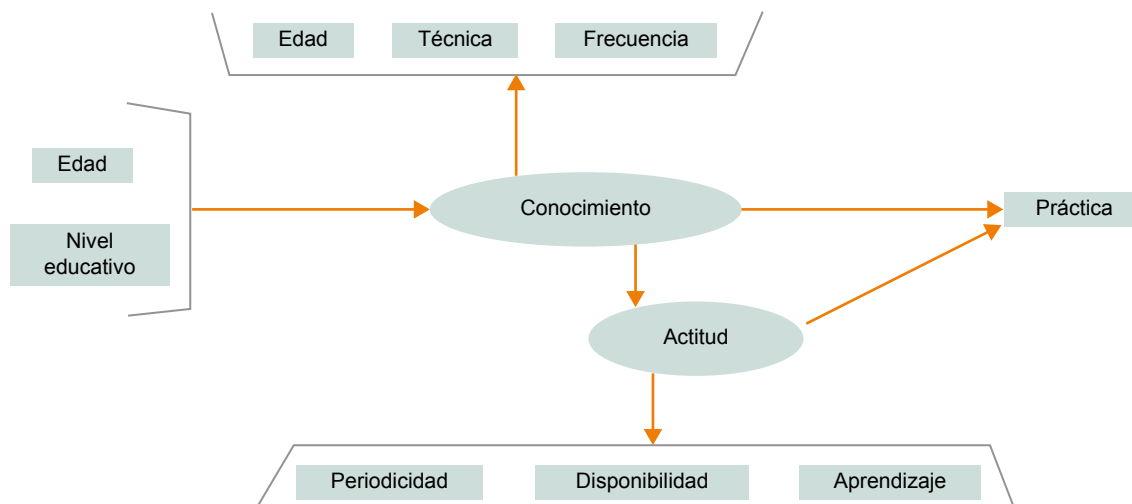 Edad
Técnica
Frecuencia
Edad
Nivel
educativo
Conocimiento
Práctica
Actitud
Periodicidad
Disponibilidad
Aprendizaje